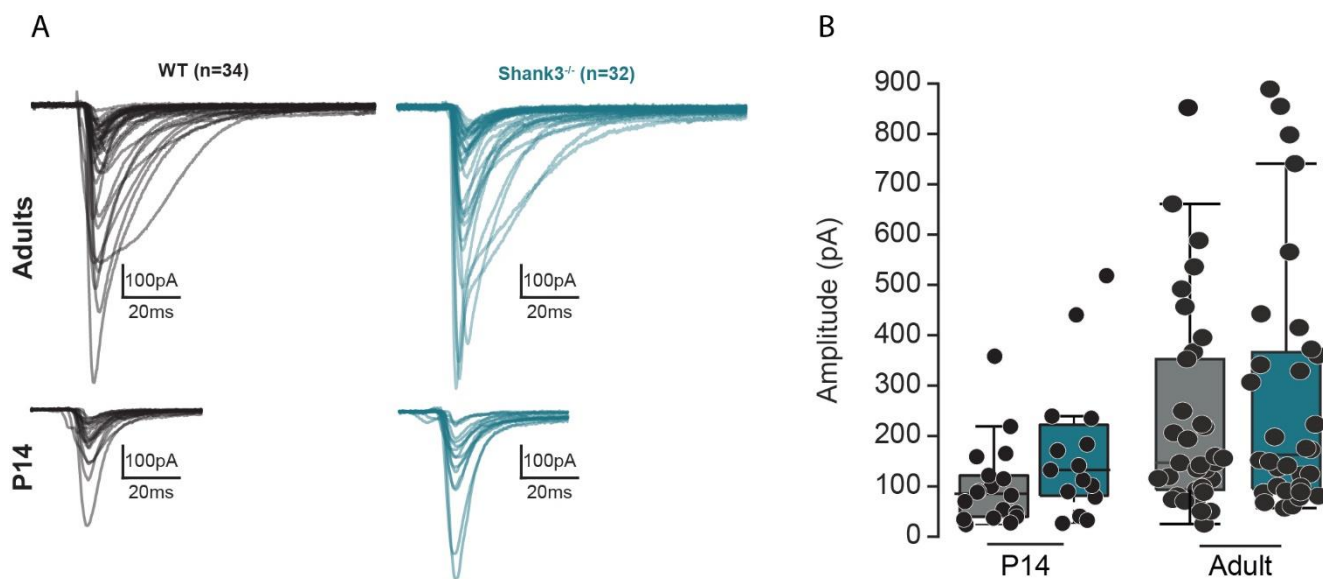 A
WT (n=34)
Shank3-/- (n=32)
Adults
100pA
20ms
100pA
20ms
P14
100pA
20ms
100pA
20ms
B
Amplitude (pA)
900
800
700
600
500
400
300
200
100
0
P14
Adult